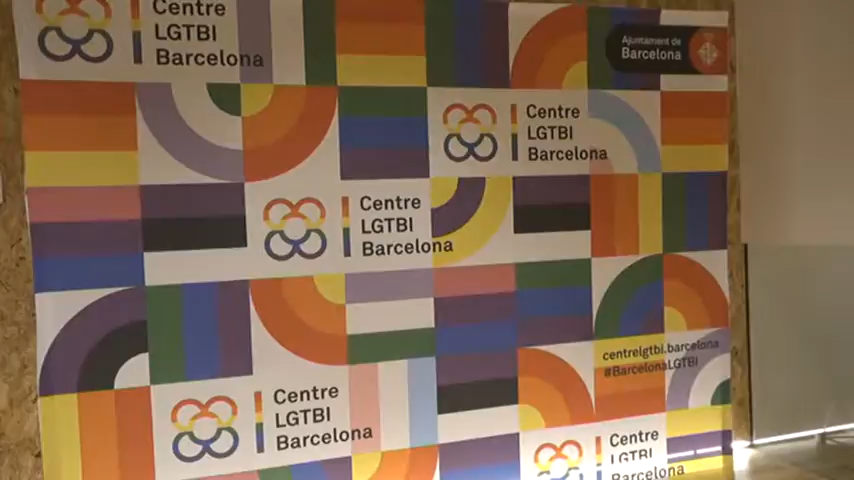 Centre
LGTBI
Barcelona
Ajuntament de
Barcelona
Centre
LGTBI
Barcelona
Centre
LGTBI
Barcelona
centrelgtbi.barcelona
#BarcelonaLGTBI
Centre
LGTBI
Barcelona
Centre
LGTBI
Barcelona